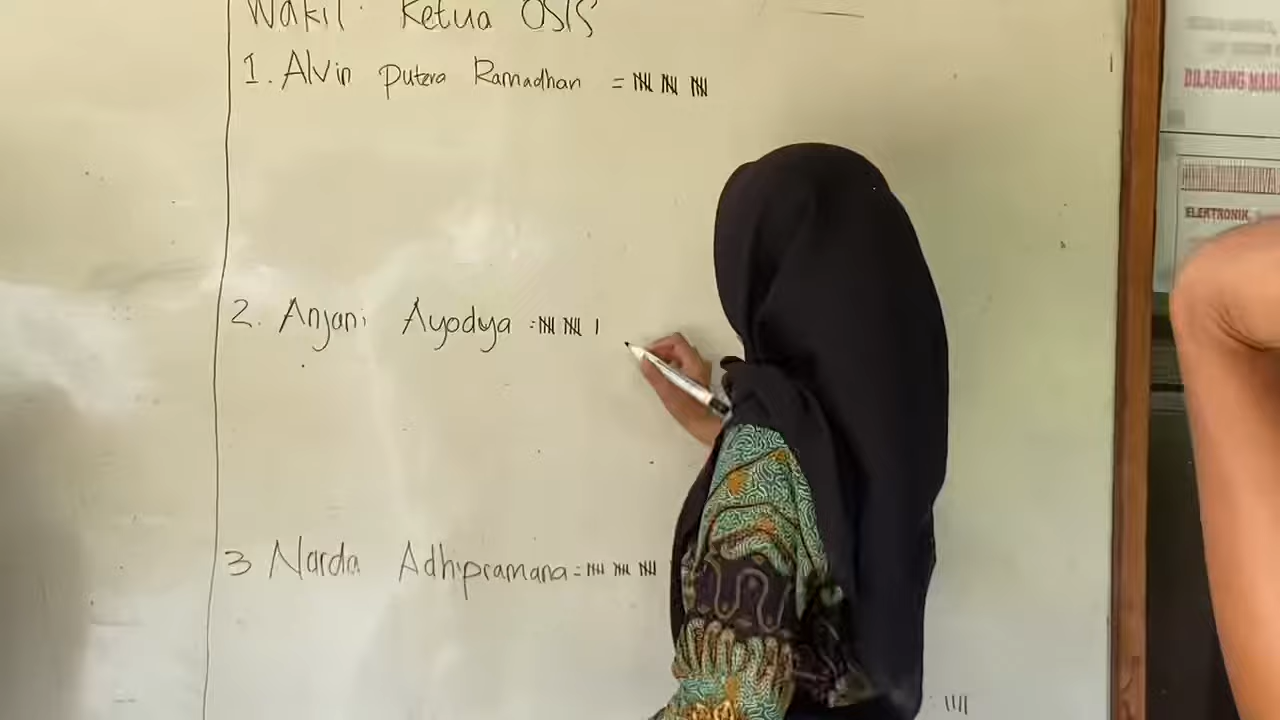 Wakil Ketua OSIS
1. Alvin Putera Ramadhan = 𝍸 𝍸 𝍸
2. Anjani Ayodya = 𝍸 𝍸 |
3 Narda Adhipramana = 𝍸 𝍸 𝍸
||||
DILARANG
ELEKTRONIK